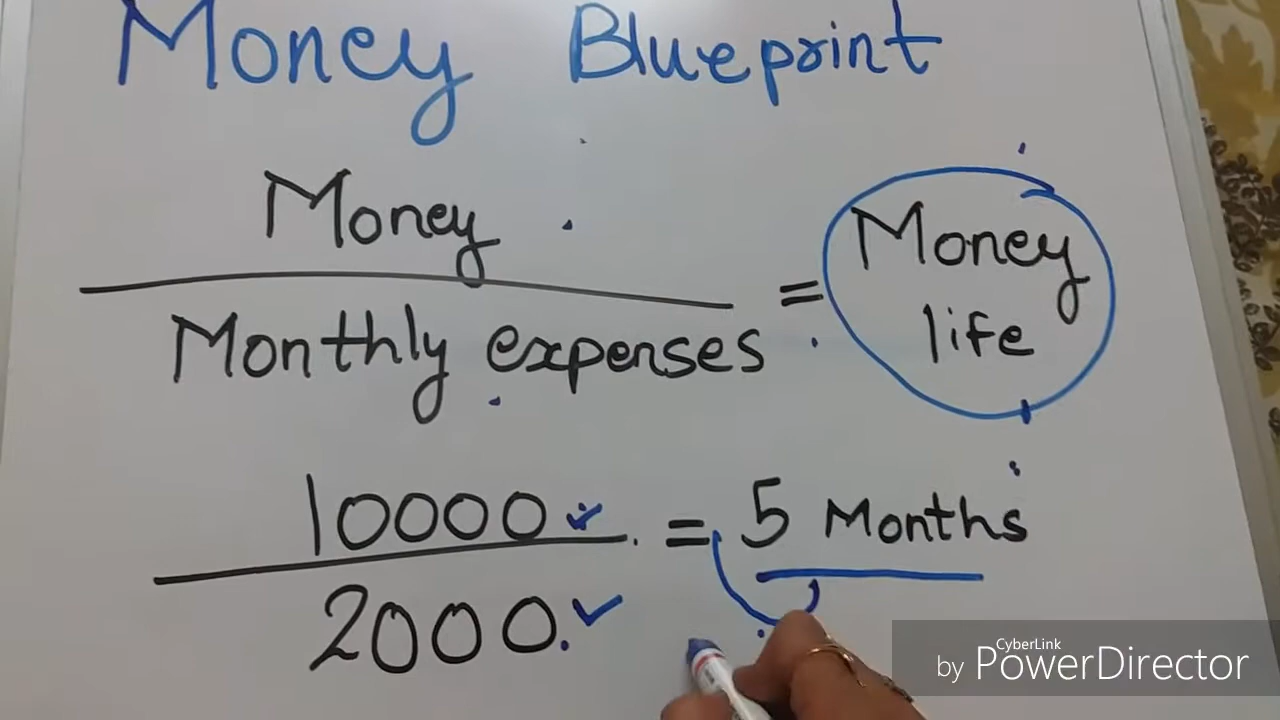 Money Blueprint
Money
Monthly expenses
= Money life
10000
2000
= 5 Months
by CyberLink PowerDirector